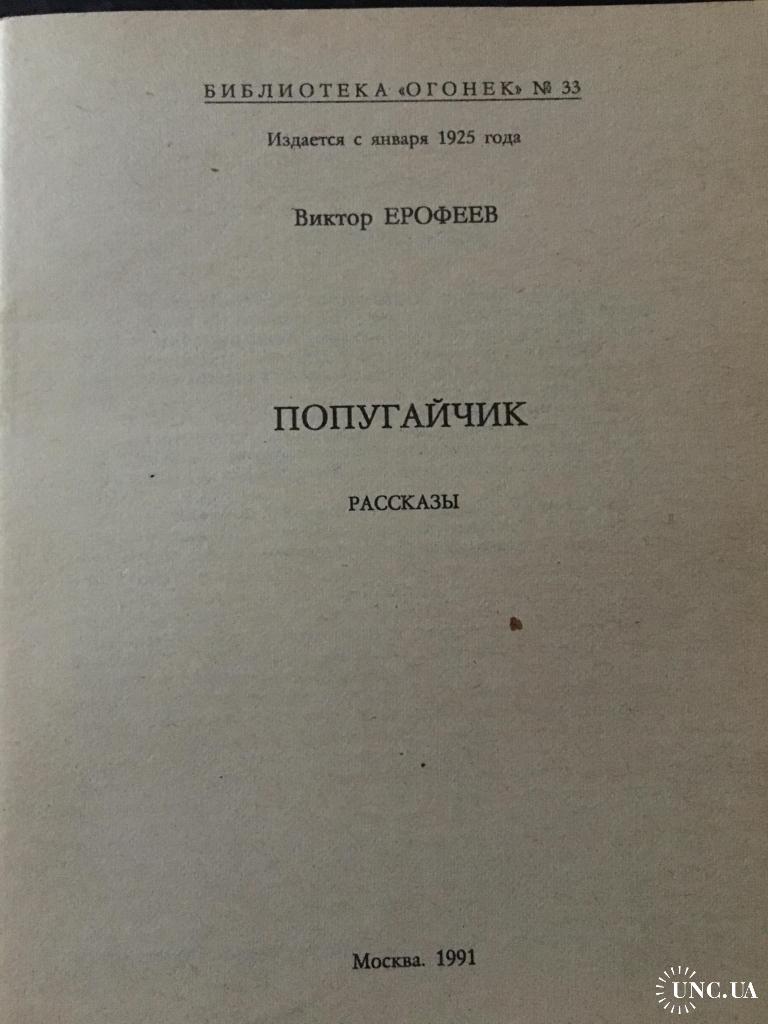 БИБЛИОТЕКА «ОГОНЕК» № 33
Издается с января 1925 года
Виктор ЕРОФЕЕВ
ПОПУГАЙЧИК
РАССКАЗЫ
Москва. 1991
UNC.UA